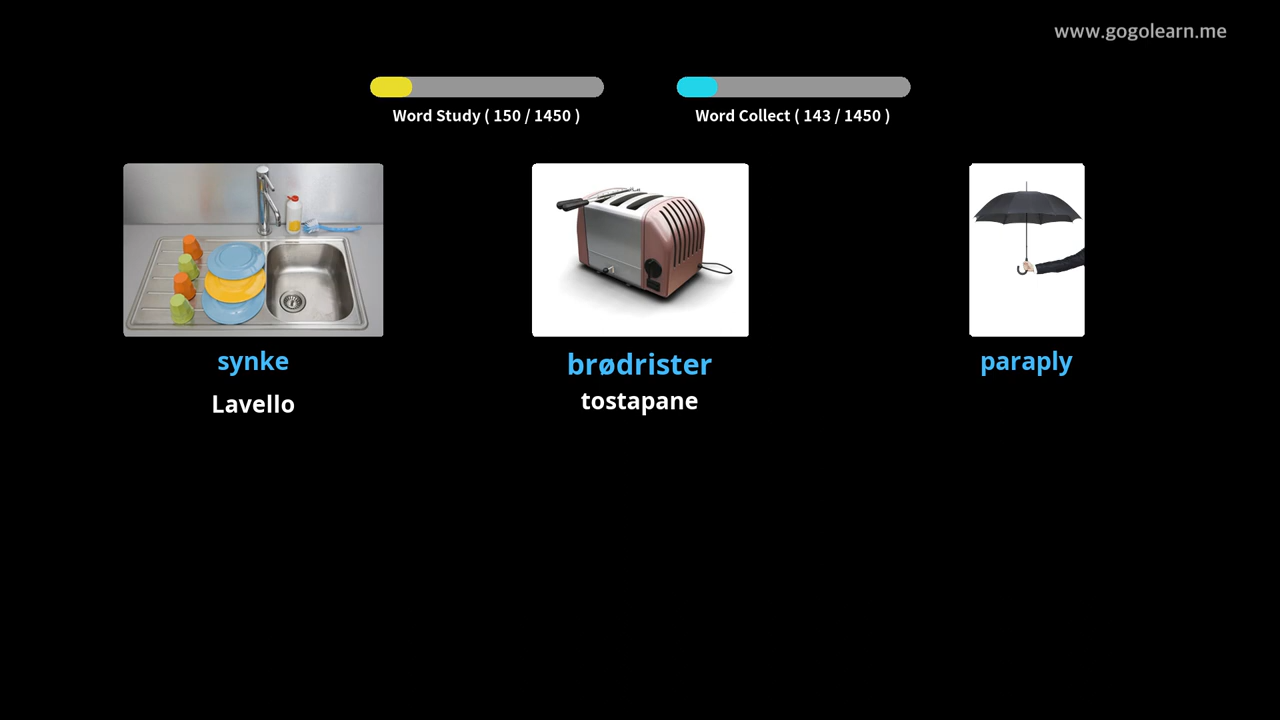 www.gogolearn.me
Word Study ( 150 / 1450 )
Word Collect ( 143 / 1450 )
synke
brødrister
paraply
Lavello
tostapane